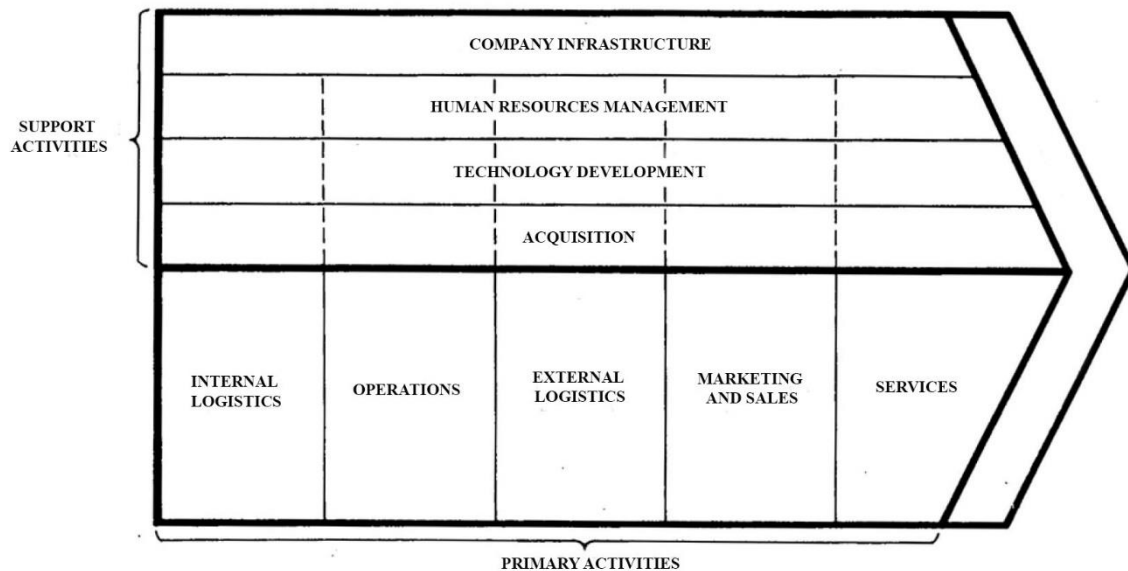 COMPANY INFRASTRUCTURE
HUMAN RESOURCES MANAGEMENT
SUPPORT
ACTIVITIES
TECHNOLOGY DEVELOPMENT
ACQUISITION
INTERNAL
LOGISTICS
OPERATIONS
EXTERNAL
LOGISTICS
MARKETING
AND SALES
SERVICES
PRIMARY ACTIVITIES